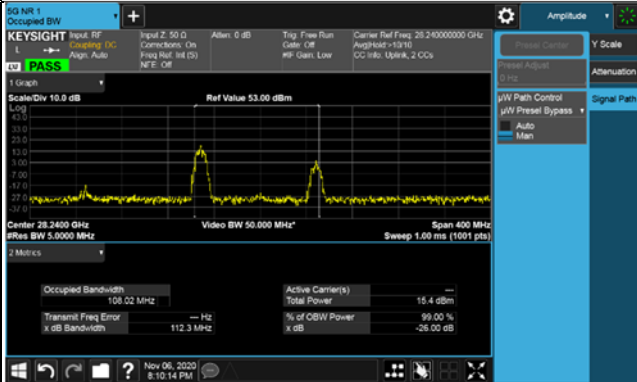 5G NR 1
Occupied BW
Amplitude
KEYSIGHT Input: RF Input Z: 50 Ω Atten: 0 dB Trig: Free Run Carrier Ref Freq: 28.240000000 GHz
L Coupling: DC Corrections: On Gate: Off Avg|Hold:>10/10
Align: Auto Freq Ref: Int (S) #IF Gain: Low CC Info: Uplink, 2 CCs
LXI PASS NFE: Off
1 Graph
Scale/Div 10.0 dB Ref Value 53.00 dBm
Log
43.0
33.0
23.0
13.0
3.00
-7.00
-17.0
-27.0
-37.0
Center 28.2400 GHz Video BW 50.000 MHz* Span 400 MHz
#Res BW 5.0000 MHz Sweep 1.00 ms (1001 pts)
2 Metrics
Occupied Bandwidth
108.02 MHz
Active Carrier(s) ---
Total Power 15.4 dBm
Transmit Freq Error --- Hz % of OBW Power 99.00 %
x dB Bandwidth 112.3 MHz x dB -26.00 dB
Nov 06, 2020
8:10:14 PM
?
Presel Center
Presel Adjust
0 Hz
µW Path Control
µW Presel Bypass
Auto
Man
Y Scale
Attenuation
Signal Path